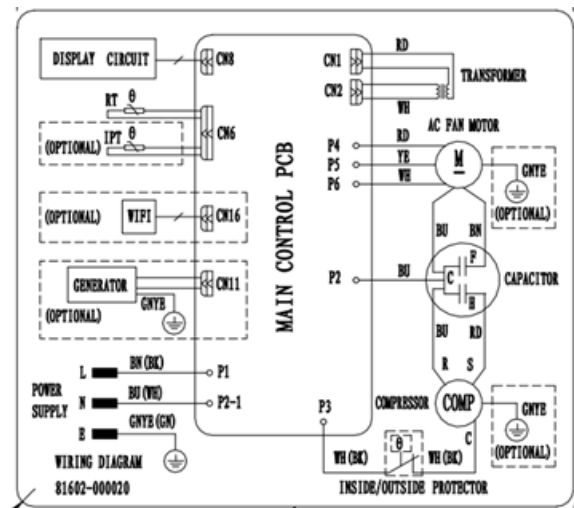 DISPLAY CIRCUIT
CN8
CN1
RD
TRANSFORMER
CN2
WH
RT θ
IPT θ
(OPTIONAL)
CN6
AC FAN MOTOR
P4
RD
P5
YE
P6
WH
M
GNYE
(OPTIONAL)
(OPTIONAL)
WIFI
CN16
MAIN CONTROL PCB
BU
BN
GENERATOR
CN11
GNYE
(OPTIONAL)
P2
BU
C
F
H
CAPACITOR
BU
RD
R
S
L
BN(BK)
P1
POWER
SUPPLY
N
BU(WH)
P2-1
E
GNYE(GN)
P3
COMPRESSOR
COMP
C
GNYE
(OPTIONAL)
θ
WH(BK)
WH(BK)
INSIDE/OUTSIDE PROTECTOR
WIRING DIAGRAM
81602-000020